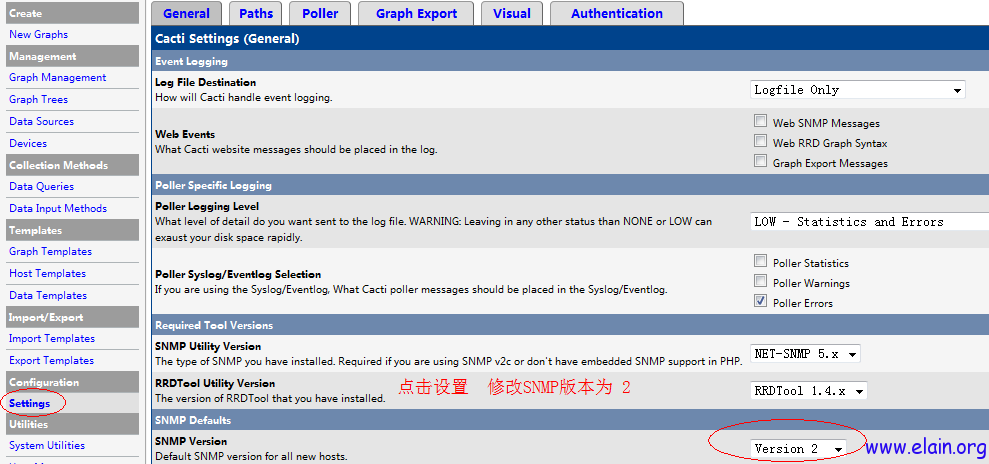 Create
New Graphs
Management
Graph Management
Graph Trees
Data Sources
Devices
Collection Methods
Data Queries
Data Input Methods
Templates
Graph Templates
Host Templates
Data Templates
Import/Export
Import Templates
Export Templates
Configuration
Settings
Utilities
System Utilities
General Paths Poller Graph Export Visual Authentication
Cacti Settings (General)
Event Logging
Log File Destination
How will Cacti handle event logging.
Logfile Only
Web Events
What Cacti website messages should be placed in the log.
Web SNMP Messages
Web RRD Graph Syntax
Graph Export Messages
Poller Specific Logging
Poller Logging Level
What level of detail do you want sent to the log file. WARNING: Leaving in any other status than NONE or LOW can
exaust your disk space rapidly.
LOW - Statistics and Errors
Poller Syslog/Eventlog Selection
If you are using the Syslog/Eventlog, What Cacti poller messages should be placed in the Syslog/Eventlog.
Poller Statistics
Poller Warnings
Poller Errors
Required Tool Versions
SNMP Utility Version
The type of SNMP you have installed. Required if you are using SNMP v2c or don't have embedded SNMP support in PHP.
NET-SNMP 5.x
RRDTool Utility Version
The version of RRDTool that you have installed.
点击设置 修改SNMP版本为 2
RRDTool 1.4.x
SNMP Defaults
SNMP Version
Default SNMP version for all new hosts.
Version 2
www.elain.org